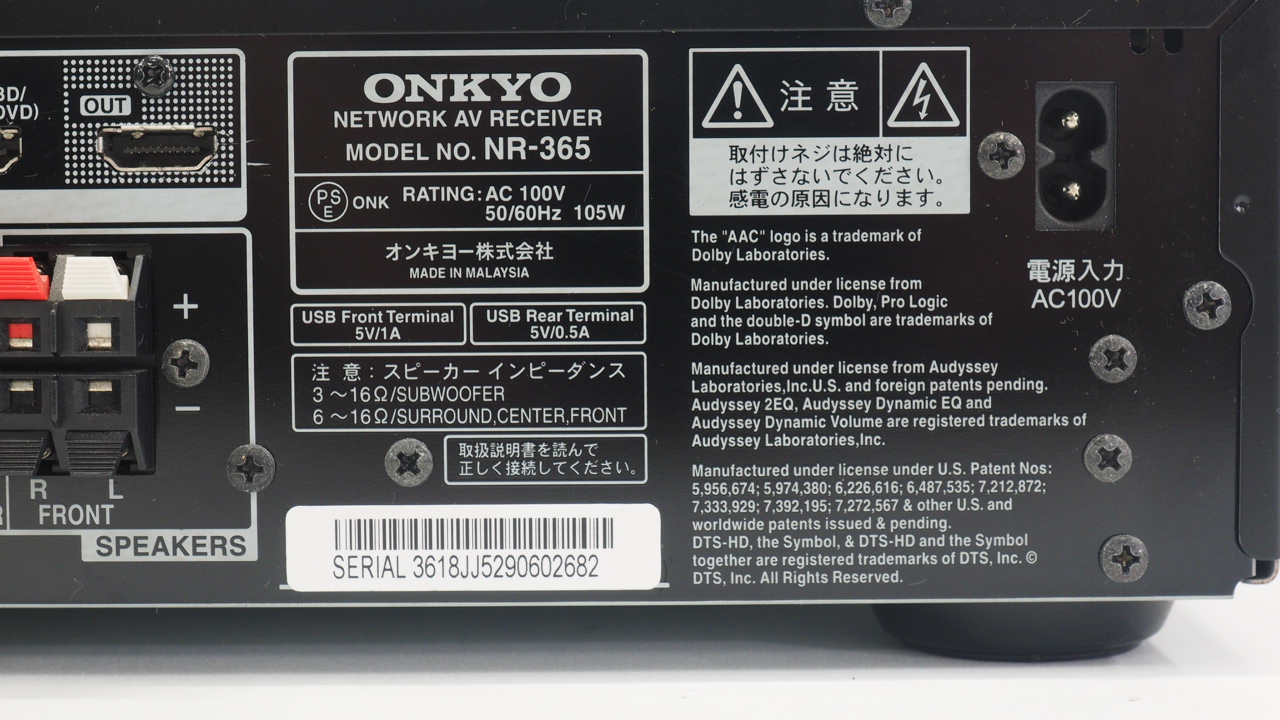 BD/
DVD)
OUT
+
−
R L
FRONT
SPEAKERS
ONKYO
NETWORK AV RECEIVER
MODEL NO. NR-365
PS
E
ONK
RATING: AC 100V
50/60Hz 105W
オンキヨー株式会社
MADE IN MALAYSIA
USB Front Terminal
5V/1A
USB Rear Terminal
5V/0.5A
注 意：スピーカー インピーダンス
3 ～16Ω/SUBWOOFER
6 ～16Ω/SURROUND,CENTER,FRONT
取扱説明書を読んで
正しく接続してください。
SERIAL 3618JJ5290602682
注 意
取付けネジは絶対に
はずさないでください。
感電の原因になります。
The "AAC" logo is a trademark of
Dolby Laboratories.
Manufactured under license from
Dolby Laboratories. Dolby, Pro Logic
and the double-D symbol are trademarks of
Dolby Laboratories.
Manufactured under license from Audyssey
Laboratories,Inc.U.S. and foreign patents pending.
Audyssey 2EQ, Audyssey Dynamic EQ and
Audyssey Dynamic Volume are registered trademarks of
Audyssey Laboratories,Inc.
Manufactured under license under U.S. Patent Nos:
5,956,674; 5,974,380; 6,226,616; 6,487,535; 7,212,872;
7,333,929; 7,392,195; 7,272,567 & other U.S. and
worldwide patents issued & pending.
DTS-HD, the Symbol, & DTS-HD and the Symbol
together are registered trademarks of DTS, Inc. ©
DTS, Inc. All Rights Reserved.
電源入力
AC100V